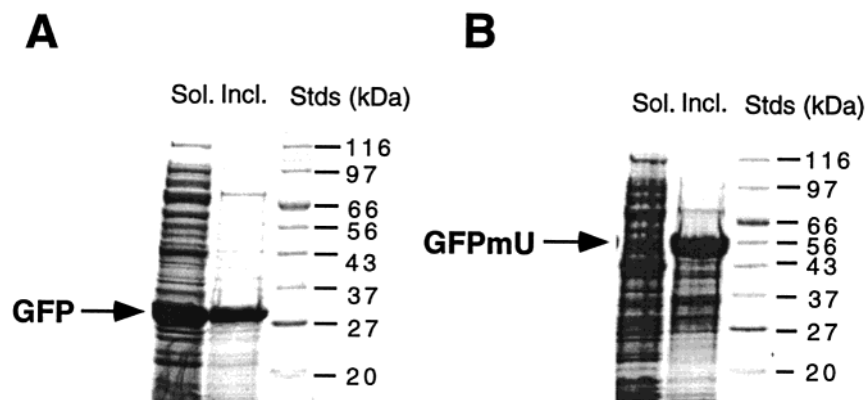 A
B
Sol. Incl. Stds (kDa)
116
97
66
56
43
37
27
20
GFP
Sol. Incl. Stds (kDa)
116
97
66
56
43
37
27
20
GFPmU